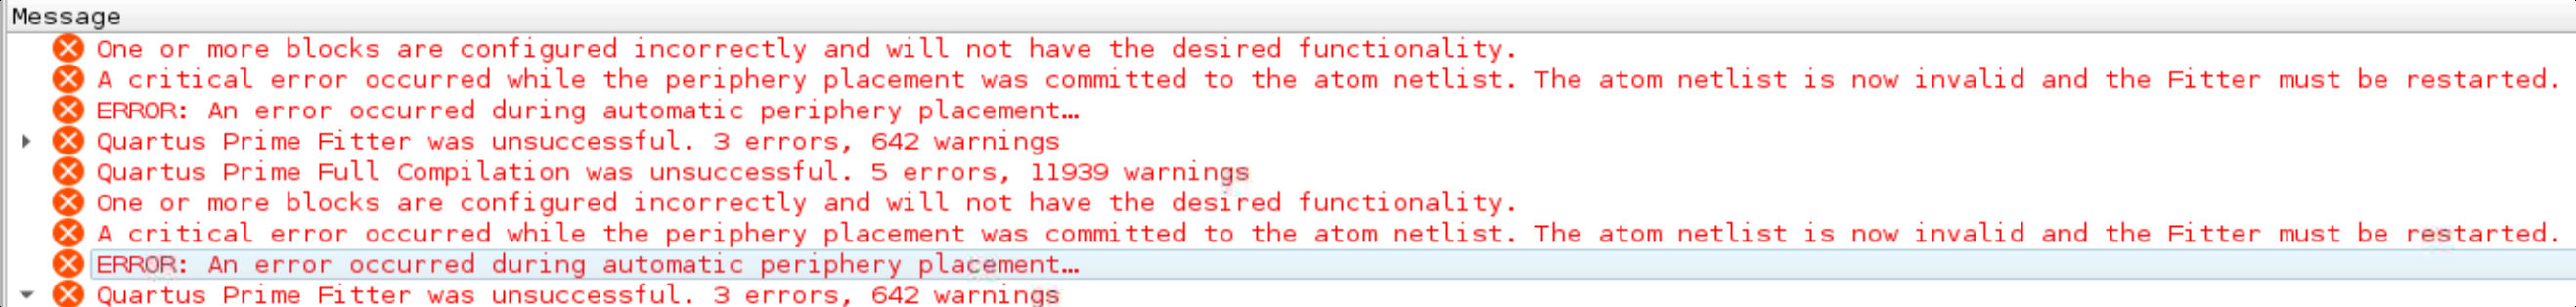 Message
One or more blocks are configured incorrectly and will not have the desired functionality.
A critical error occurred while the periphery placement was committed to the atom netlist. The atom netlist is now invalid and the Fitter must be restarted.
ERROR: An error occurred during automatic periphery placement…
Quartus Prime Fitter was unsuccessful. 3 errors, 642 warnings
Quartus Prime Full Compilation was unsuccessful. 5 errors, 11939 warnings
One or more blocks are configured incorrectly and will not have the desired functionality.
A critical error occurred while the periphery placement was committed to the atom netlist. The atom netlist is now invalid and the Fitter must be restarted.
ERROR: An error occurred during automatic periphery placement…
Quartus Prime Fitter was unsuccessful. 3 errors, 642 warnings